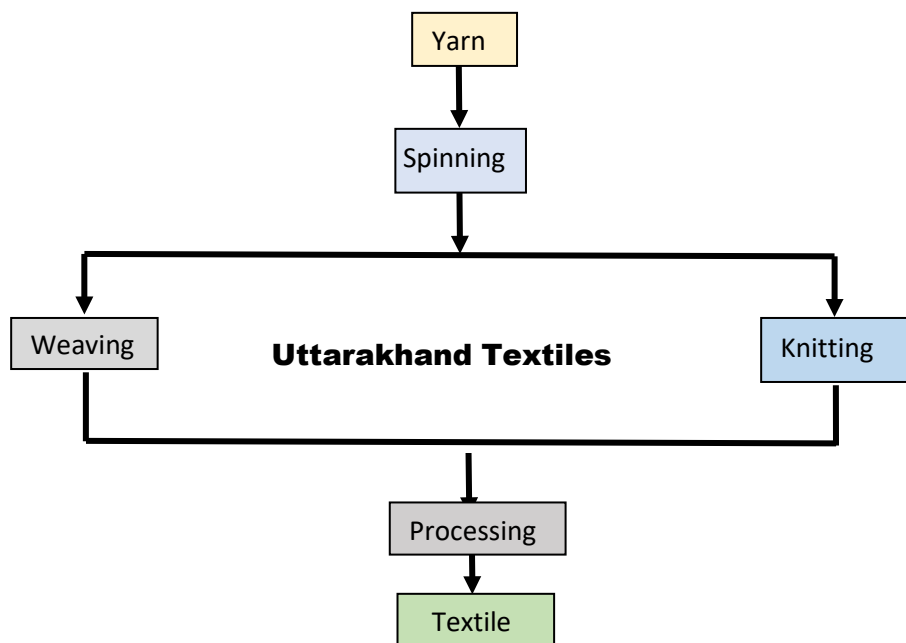 Yarn
Spinning
Weaving
Uttarakhand Textiles
Knitting
Processing
Textile